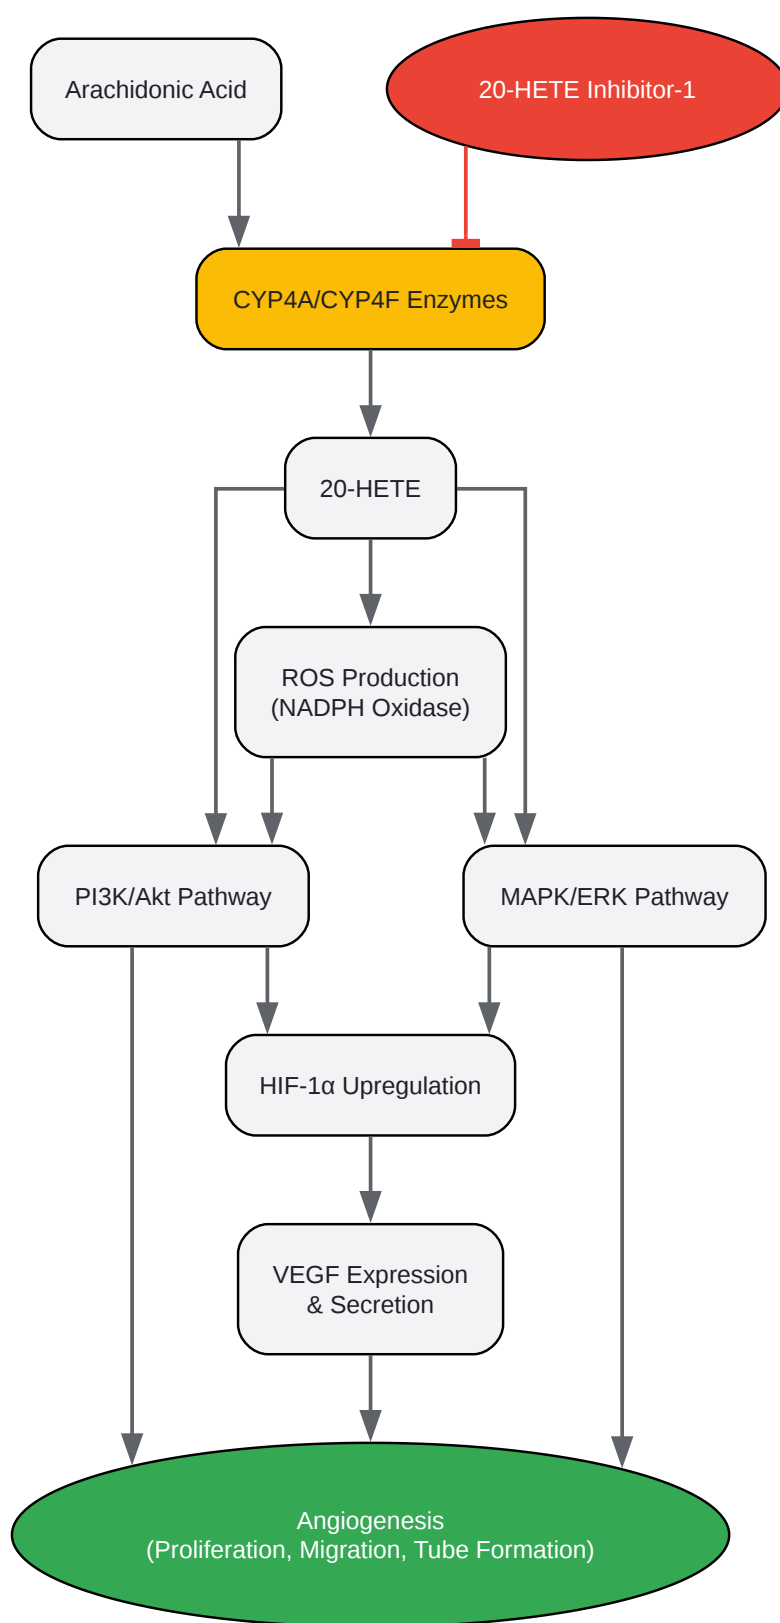 Arachidonic Acid
20-HETE Inhibitor-1
CYP4A/CYP4F Enzymes
20-HETE
ROS Production
(NADPH Oxidase)
PI3K/Akt Pathway
MAPK/ERK Pathway
HIF-1α Upregulation
VEGF Expression
& Secretion
Angiogenesis
(Proliferation, Migration, Tube Formation)